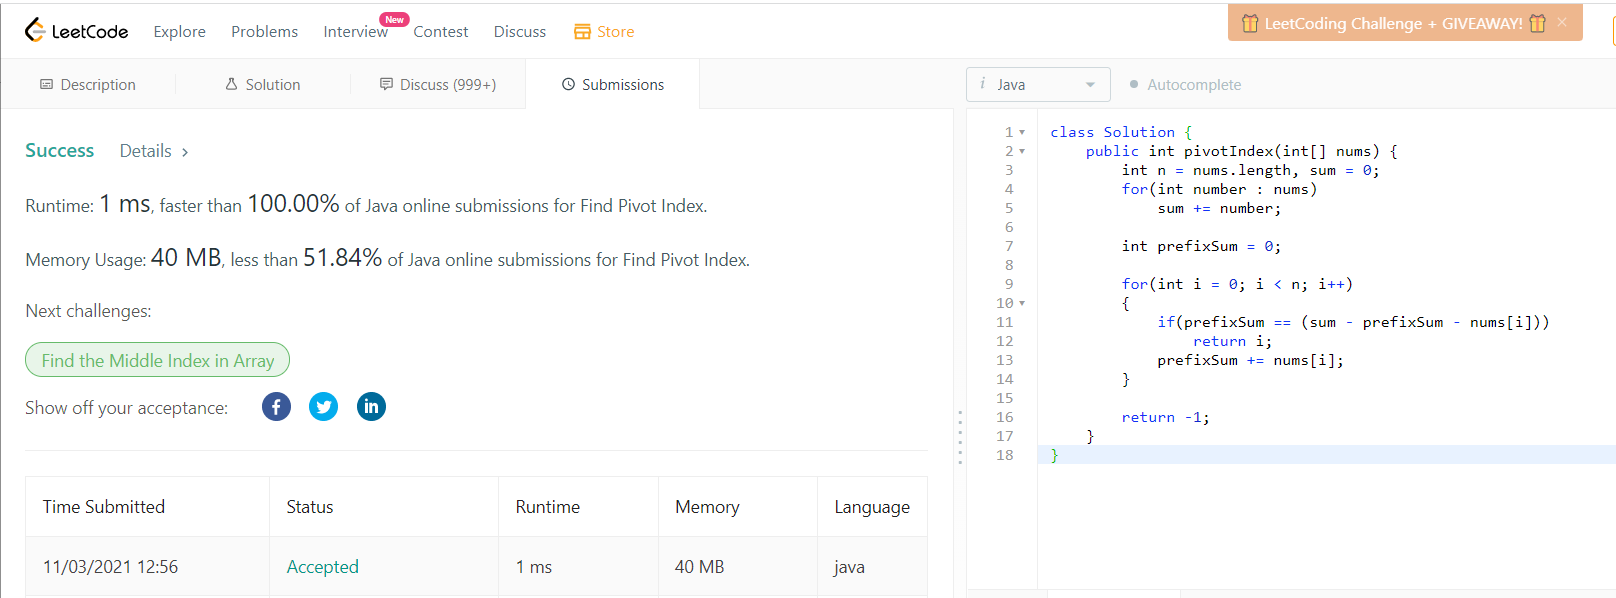 LeetCode Explore Problems Interview New Contest Discuss Store LeetCoding Challenge + GIVEAWAY! ×
Description Solution Discuss (999+) Submissions
i Java Autocomplete
Success Details >
Runtime: 1 ms, faster than 100.00% of Java online submissions for Find Pivot Index.
Memory Usage: 40 MB, less than 51.84% of Java online submissions for Find Pivot Index.
Next challenges:
Find the Middle Index in Array
Show off your acceptance:
Time Submitted Status Runtime Memory Language
11/03/2021 12:56 Accepted 1 ms 40 MB java
1 class Solution {
2 public int pivotIndex(int[] nums) {
3 int n = nums.length, sum = 0;
4 for(int number : nums)
5 sum += number;
6
7 int prefixSum = 0;
8
9 for(int i = 0; i < n; i++)
10 {
11 if(prefixSum == (sum - prefixSum - nums[i]))
12 return i;
13 prefixSum += nums[i];
14 }
15
16 return -1;
17 }
18 }